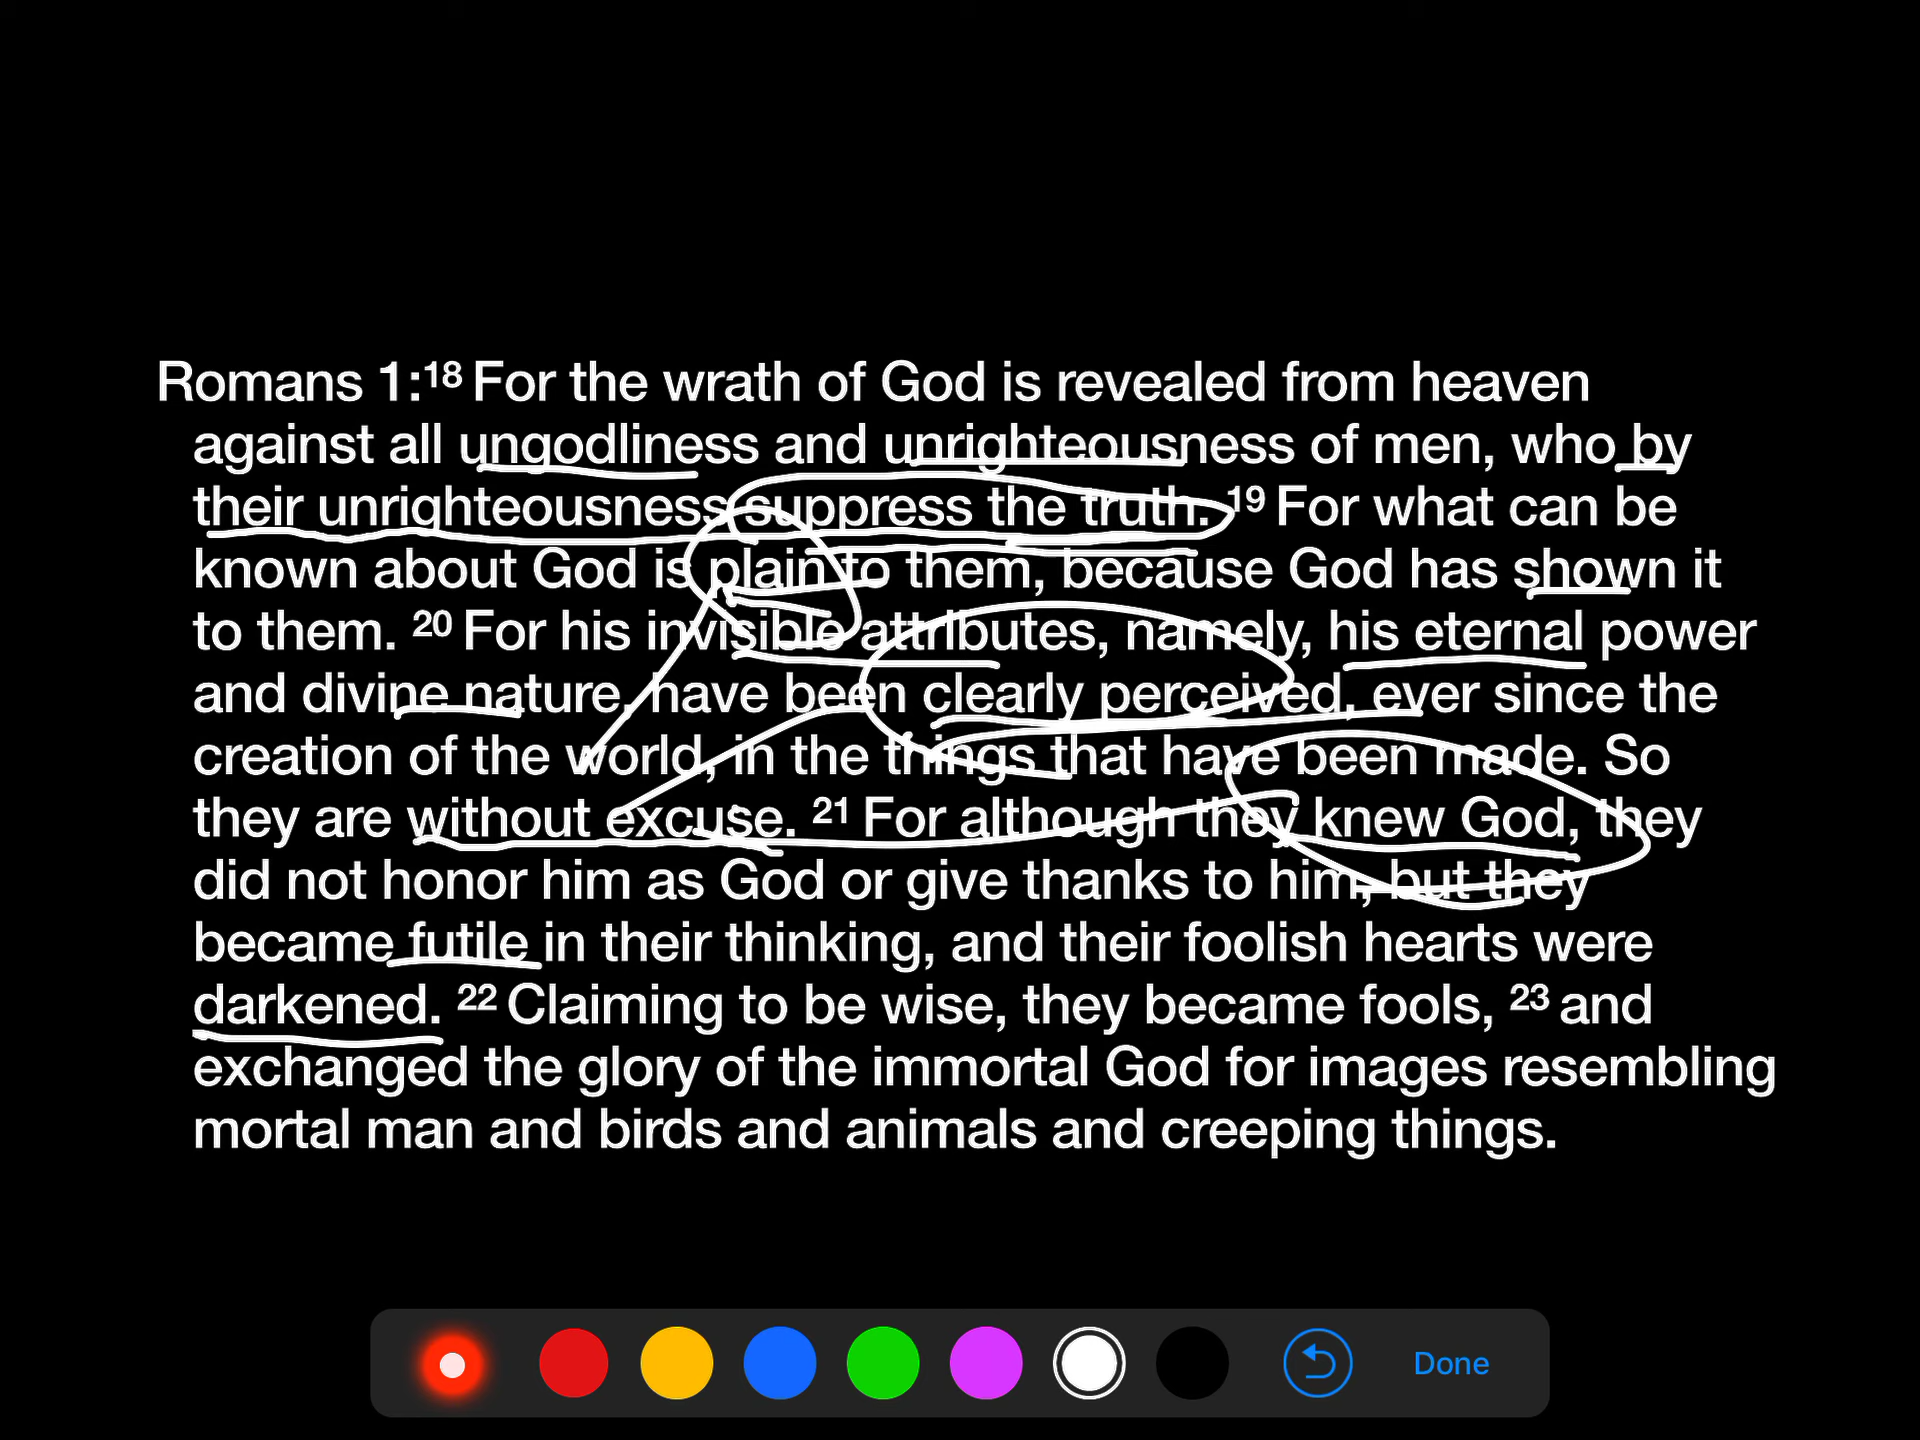 Romans 1:18 For the wrath of God is revealed from heaven
against all ungodliness and unrighteousness of men, who by
their unrighteousness suppress the truth. 19 For what can be
known about God is plain to them, because God has shown it
to them. 20 For his invisible attributes, namely, his eternal power
and divine nature, have been clearly perceived, ever since the
creation of the world, in the things that have been made. So
they are without excuse. 21 For although they knew God, they
did not honor him as God or give thanks to him, but they
became futile in their thinking, and their foolish hearts were
darkened. 22 Claiming to be wise, they became fools, 23 and
exchanged the glory of the immortal God for images resembling
mortal man and birds and animals and creeping things.
Done